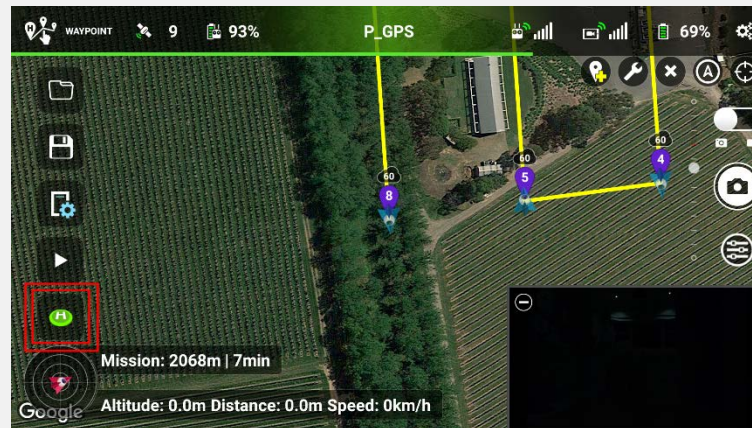 WAYPOINT 9 93% P_GPS 69%
A
60 60 60
8 5 4
H
Mission: 2068m | 7min
Altitude: 0.0m Distance: 0.0m Speed: 0km/h
Google